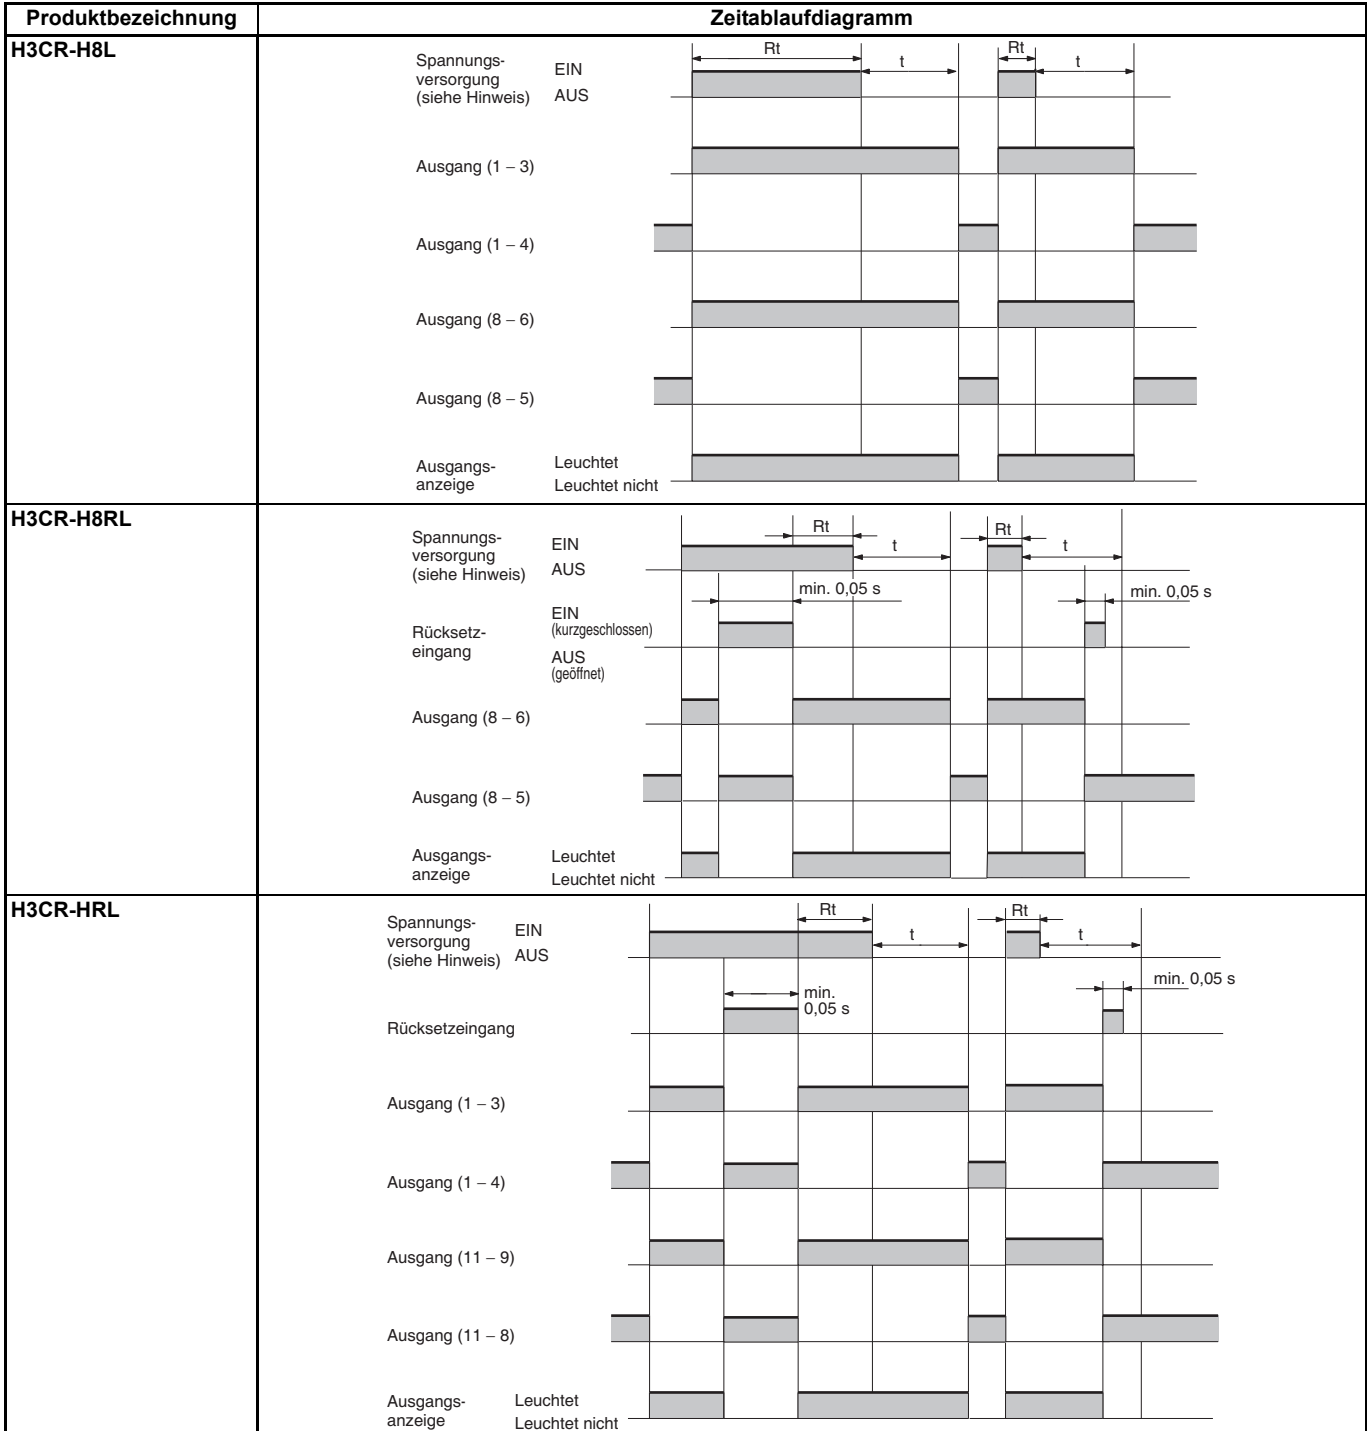 Produktbezeichnung Zeitablaufdiagramm
H3CR-H8L
Rt t Rt t
Spannungs-
versorgung
(siehe Hinweis)
EIN
AUS
Ausgang (1 – 3)
Ausgang (1 – 4)
Ausgang (8 – 6)
Ausgang (8 – 5)
Ausgangs-
anzeige
Leuchtet
Leuchtet nicht
H3CR-H8RL
Rt t Rt t
Spannungs-
versorgung
(siehe Hinweis)
EIN
AUS
min. 0,05 s min. 0,05 s
Rücksetz-
eingang
EIN
(kurzgeschlossen)
AUS
(geöffnet)
Ausgang (8 – 6)
Ausgang (8 – 5)
Ausgangs-
anzeige
Leuchtet
Leuchtet nicht
H3CR-HRL
Rt t Rt t
Spannungs-
versorgung
(siehe Hinweis)
EIN
AUS
min.
0,05 s
min. 0,05 s
Rücksetzeingang
Ausgang (1 – 3)
Ausgang (1 – 4)
Ausgang (11 – 9)
Ausgang (11 – 8)
Ausgangs-
anzeige
Leuchtet
Leuchtet nicht